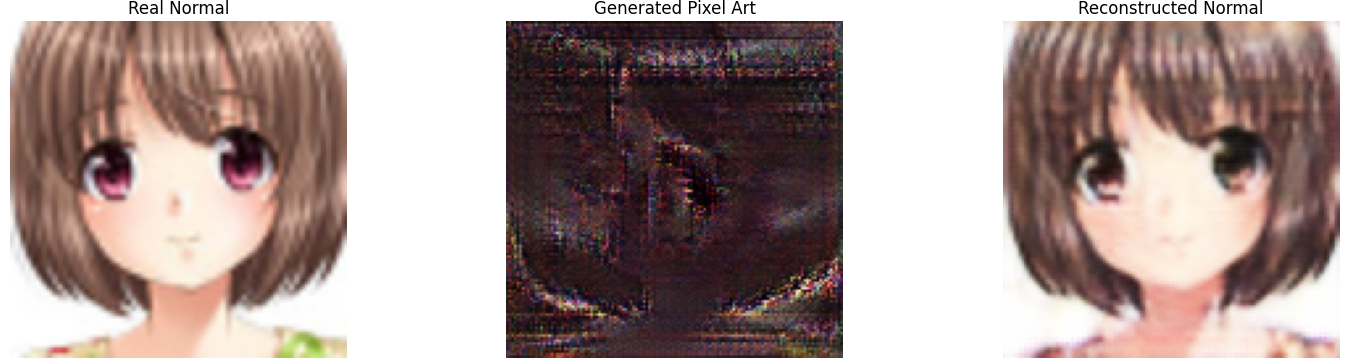 Real Normal
Generated Pixel Art
Reconstructed Normal